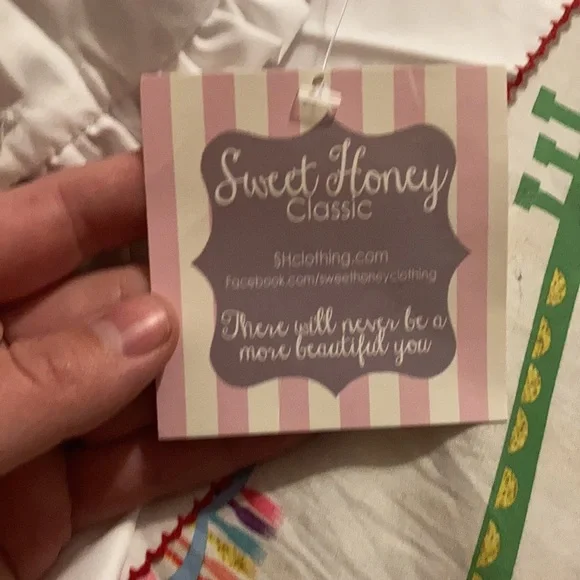 Sweet Honey
Classic
SHclothing.com
Facebook.com/sweethoneyclothing
There will never be a
more beautiful you